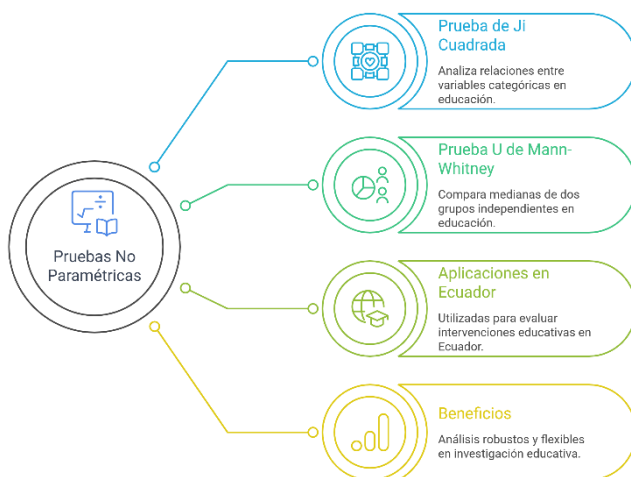 Pruebas No
Paramétricas
Prueba de Ji
Cuadrada
Analiza relaciones entre
variables categóricas en
educación.
Prueba U de Mann-
Whitney
Compara medianas de dos
grupos independientes en
educación.
Aplicaciones en
Ecuador
Utilizadas para evaluar
intervenciones educativas en
Ecuador.
Beneficios
Análisis robustos y flexibles
en investigación educativa.